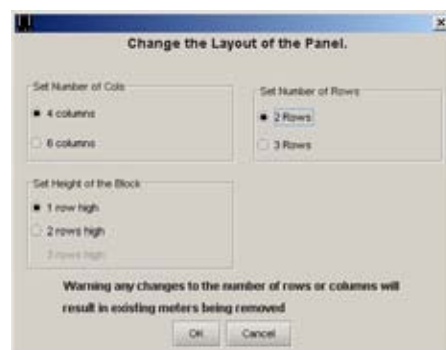 Change the Layout of the Panel.
Set Number of Cols
4 columns
6 columns
Set Number of Rows
2 Rows
3 Rows
Set Height of the Block
1 row high
2 rows high
3 rows high
Warning any changes to the number of rows or columns will
result in existing meters being removed
OK
Cancel